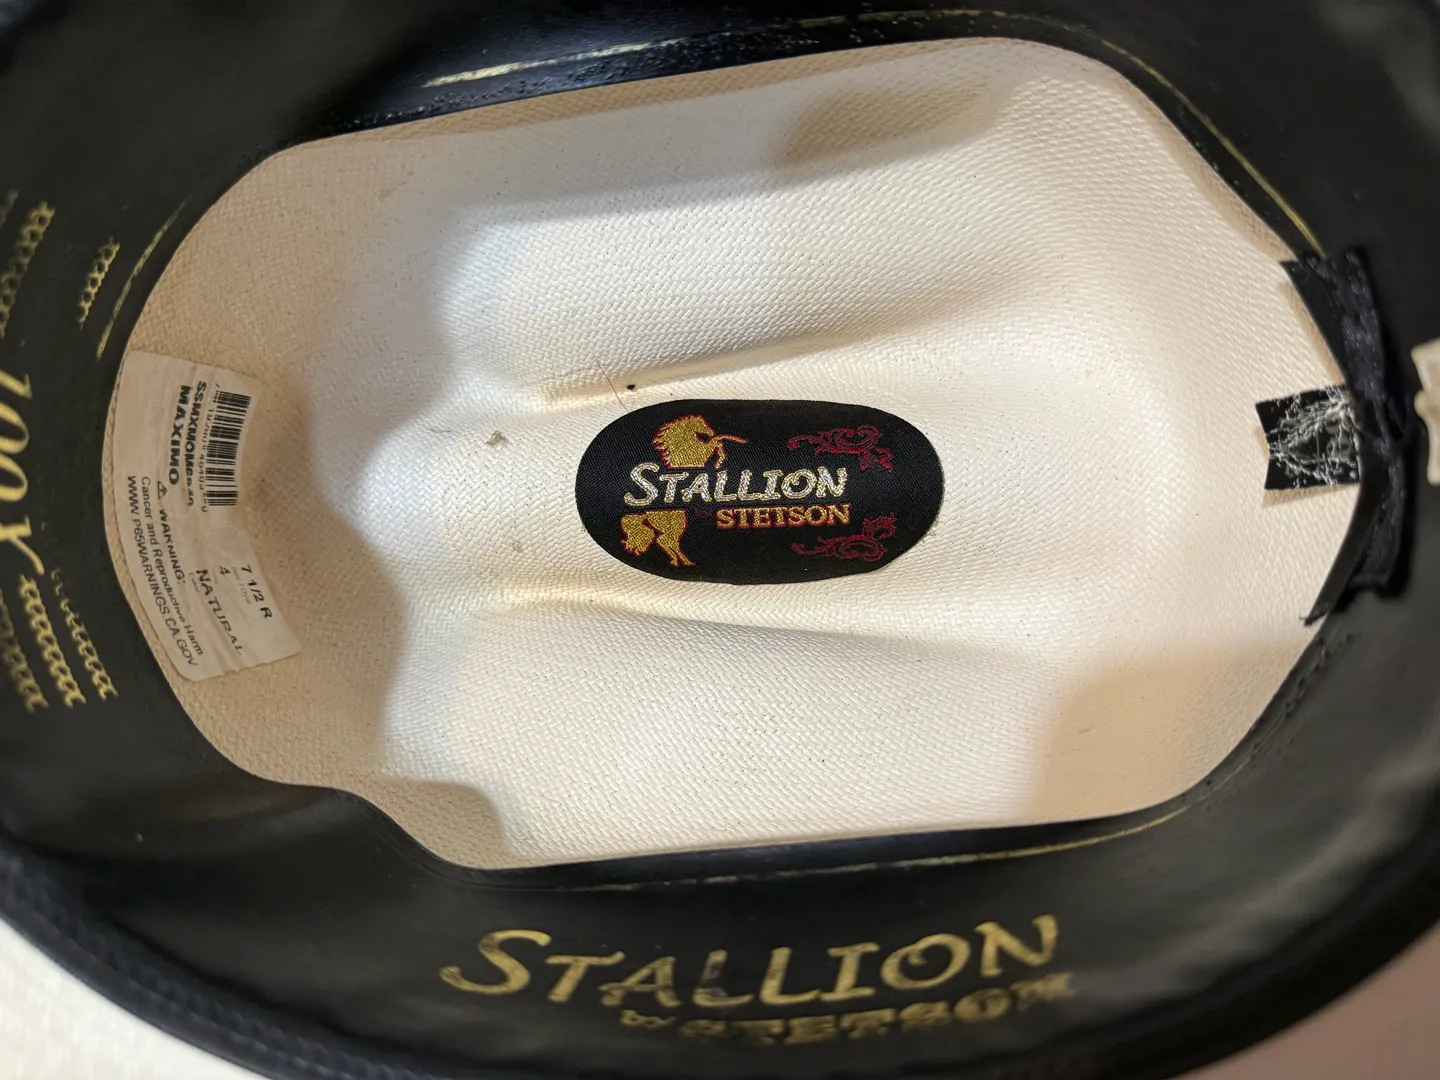 STALLION
by STETSON
SSMXMOM
MAXIMO
WARNING:
Cancer and Reproductive Harm
WWW.P65WARNINGS.CA.GOV
7 1/2 R
4
NATURAL
100X
STALLION
by STETSON